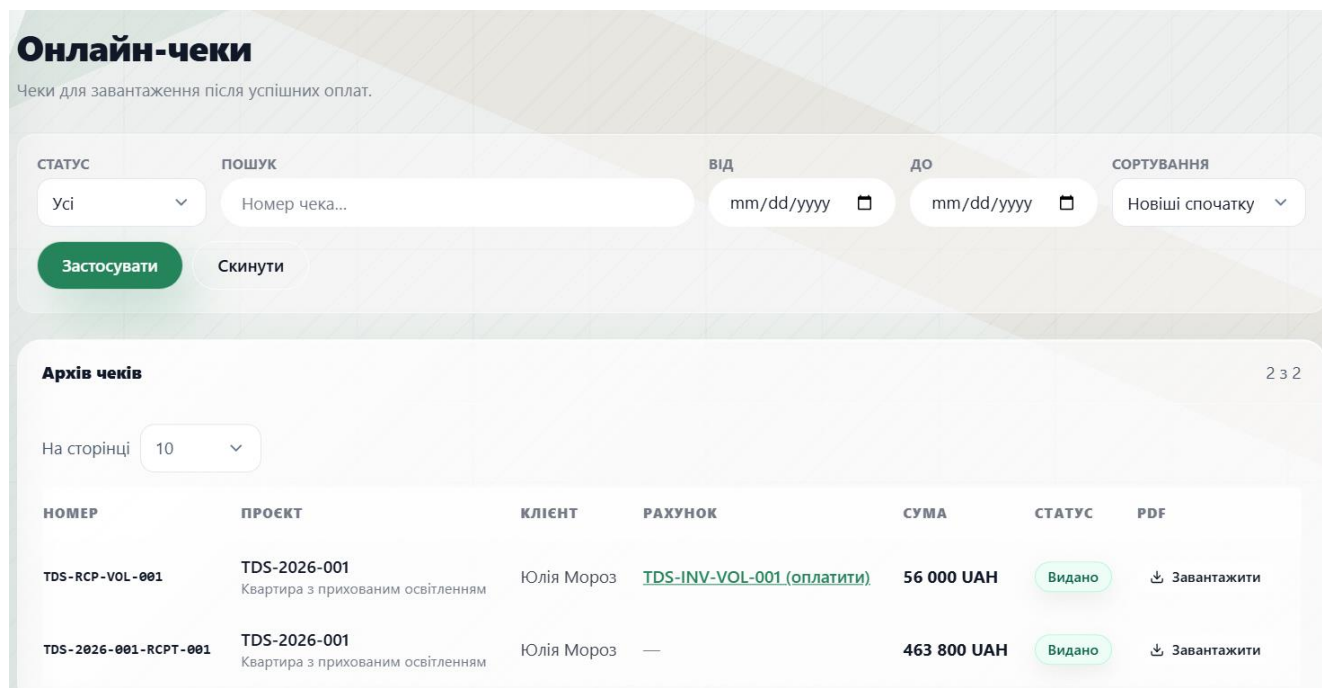 Онлайн-чеки
Чеки для завантаження після успішних оплат.
СТАТУС ПОШУК ВІД ДО СОРТУВАННЯ
Усі Номер чека... mm/dd/yyyy mm/dd/yyyy Новіші спочатку
Застосувати Скинути
Архів чеків 2 з 2
На сторінці 10
НОМЕР ПРОЄКТ КЛІЄНТ РАХУНОК СУМА СТАТУС PDF
TDS-RCP-VOL-001 TDS-2026-001 Юлія Мороз TDS-INV-VOL-001 (оплатити) 56 000 UAH Видано Завантажити
Квартира з прихованим освітленням
TDS-2026-001-RCPT-001 TDS-2026-001 Юлія Мороз — 463 800 UAH Видано Завантажити
Квартира з прихованим освітленням